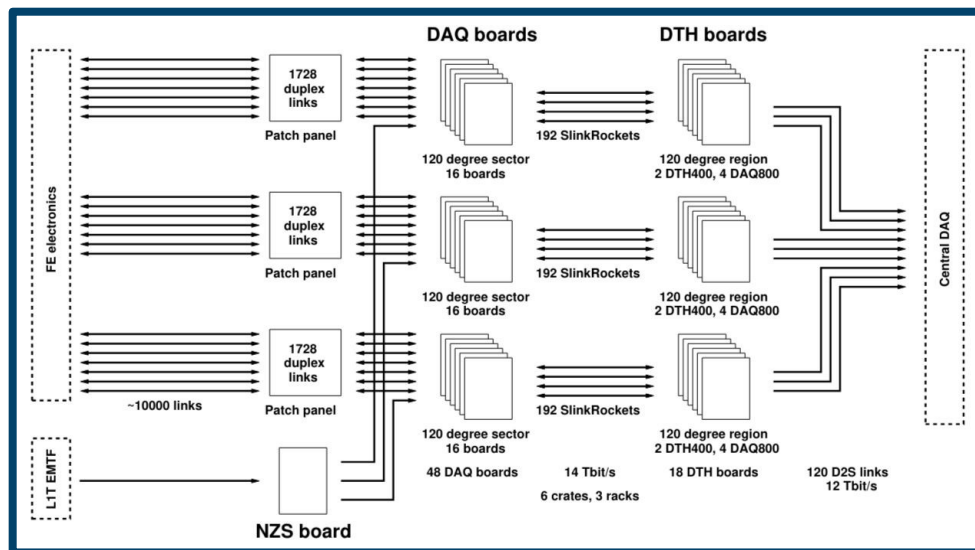 DAQ boards
DTH boards
FE electronics
1728
duplex
links
Patch panel
120 degree sector
16 boards
192 SlinkRockets
120 degree region
2 DTH400, 4 DAQ800
1728
duplex
links
Patch panel
120 degree sector
16 boards
192 SlinkRockets
120 degree region
2 DTH400, 4 DAQ800
Central DAQ
1728
duplex
links
~10000 links
Patch panel
120 degree sector
16 boards
192 SlinkRockets
120 degree region
2 DTH400, 4 DAQ800
L1T EMTF
NZS board
48 DAQ boards
14 Tbit/s
6 crates, 3 racks
18 DTH boards
120 D2S links
12 Tbit/s